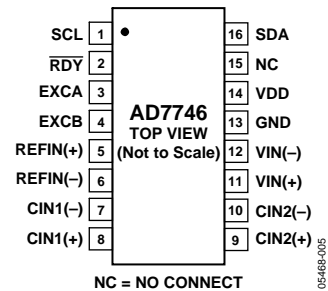 SCL 1
RDY 2
EXCA 3
EXCB 4
REFIN(+) 5
REFIN(–) 6
CIN1(–) 7
CIN1(+) 8
AD7746
TOP VIEW
(Not to Scale)
16 SDA
15 NC
14 VDD
13 GND
12 VIN(–)
11 VIN(+)
10 CIN2(–)
9 CIN2(+)
NC = NO CONNECT
05468-005